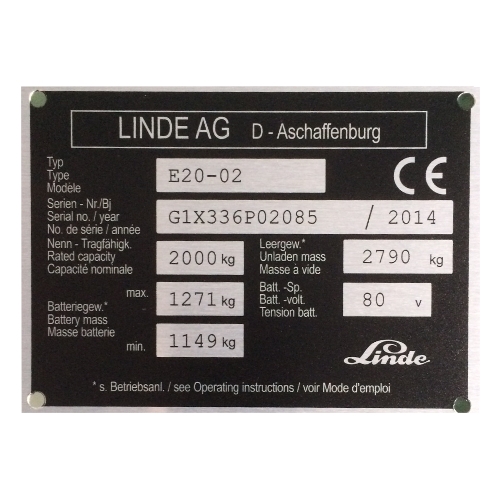 LINDE AG D - Aschaffenburg
Typ
Type
Modèle
E20-02
CE
Serien - Nr./Bj
Serial no. / year
No. de série / année
G1X336P02085 / 2014
Nenn - Tragfähigk.
Rated capacity
Capacité nominale
2000 kg
Leergew.*
Unladen mass
Masse à vide
2790 kg
Batteriegew.*
Battery mass
Masse batterie
max.
1271 kg
min.
1149 kg
Batt. -Sp.
Batt. -volt.
Tension batt.
80 v
Linde
* s. Betriebsanl. / see Operating instructions / voir Mode d'emploi